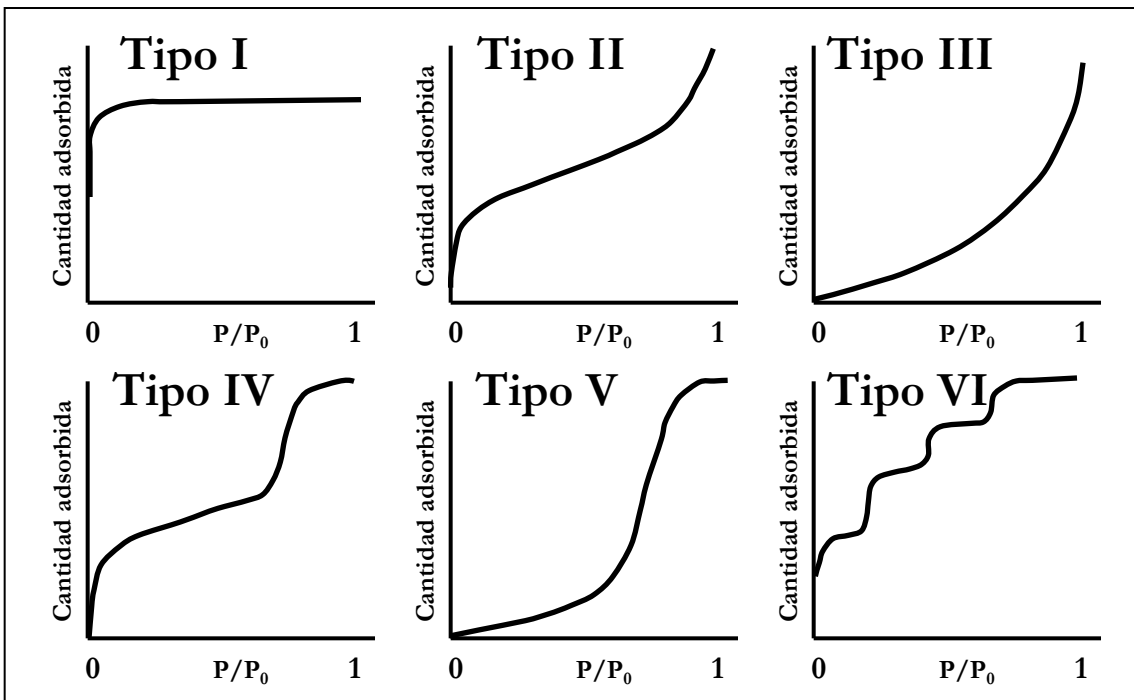 Tipo I
Cantidad adsorbida
0 P/P₀ 1
Tipo II
Cantidad adsorbida
0 P/P₀ 1
Tipo III
Cantidad adsorbida
0 P/P₀ 1
Tipo IV
Cantidad adsorbida
0 P/P₀ 1
Tipo V
Cantidad adsorbida
0 P/P₀ 1
Tipo VI
Cantidad adsorbida
0 P/P₀ 1